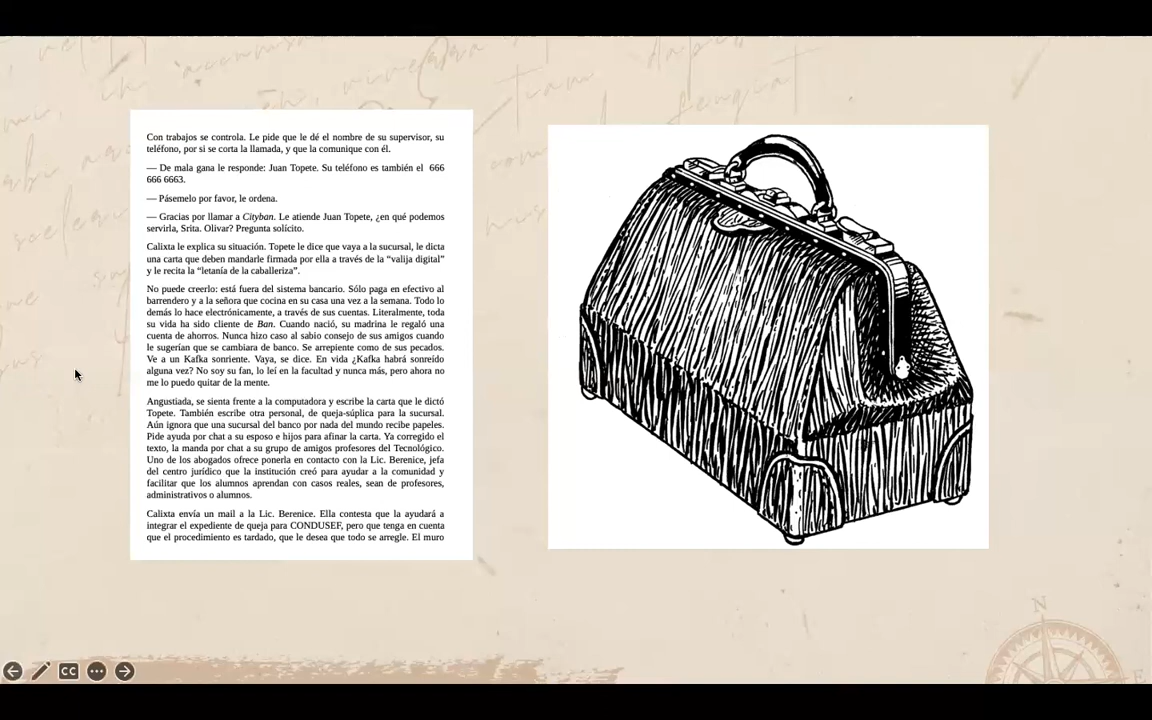 Con trabajos se controla. Le pide que le dé el nombre de su supervisor, su
teléfono, por si se corta la llamada, y que la comunique con él.
— De mala gana le responde: Juan Topete. Su teléfono es también el 666
666 6663.
— Pásemelo por favor, le ordena.
— Gracias por llamar a Cityban. Le atiende Juan Topete, ¿en qué podemos
servirla, Srita. Olivar? Pregunta solícito.
Calixta le explica su situación. Topete le dice que vaya a la sucursal, le dicta
una carta que deben mandarle firmada por ella a través de la “valija digital”
y le recita la “letanía de la caballeriza”.
No puede creerlo: está fuera del sistema bancario. Sólo paga en efectivo al
barrendero y a la señora que cocina en su casa una vez a la semana. Todo lo
demás lo hace electrónicamente, a través de sus cuentas. Literalmente, toda
su vida ha sido cliente de Ban. Cuando nació, su madrina le regaló una
cuenta de ahorros. Nunca hizo caso al sabio consejo de sus amigos cuando
le sugerían que se cambiara de banco. Se arrepiente como de sus pecados.
Ve a un Kafka sonriente. Vaya, se dice. En vida ¿Kafka habrá sonreído
alguna vez? No soy su fan, lo leí en la facultad y nunca más, pero ahora no
me lo puedo quitar de la mente.
Angustiada, se sienta frente a la computadora y escribe la carta que le dictó
Topete. También escribe otra personal, de queja-súplica para la sucursal.
Aún ignora que una sucursal del banco por nada del mundo recibe papeles.
Pide ayuda por chat a su esposo e hijos para afinar la carta. Ya corregido el
texto, la manda por chat a su grupo de amigos profesores del Tecnológico.
Uno de los abogados ofrece ponerla en contacto con la Lic. Berenice, jefa
del centro jurídico que la institución creó para ayudar a la comunidad y
facilitar que los alumnos aprendan con casos reales, sean de profesores,
administrativos o alumnos.
Calixta envía un mail a la Lic. Berenice. Ella contesta que la ayudará a
integrar el expediente de queja para CONDUSEF, pero que tenga en cuenta
que el procedimiento es tardado, que le desea que todo se arregle. El muro
N
E
CC